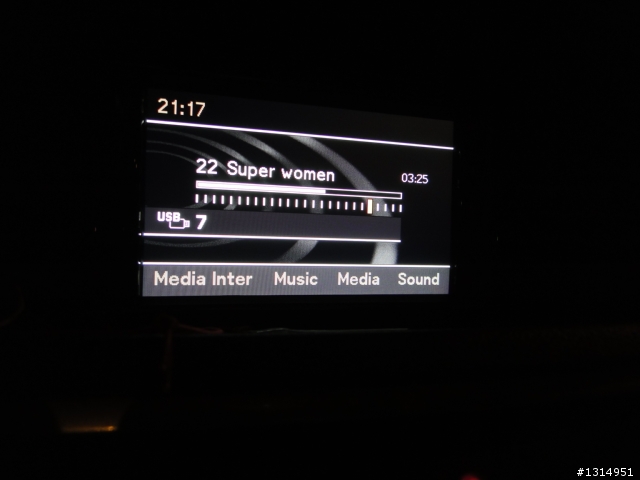 21:17
22 Super women 03:25
USB 7
Media Inter Music Media Sound
#1314951